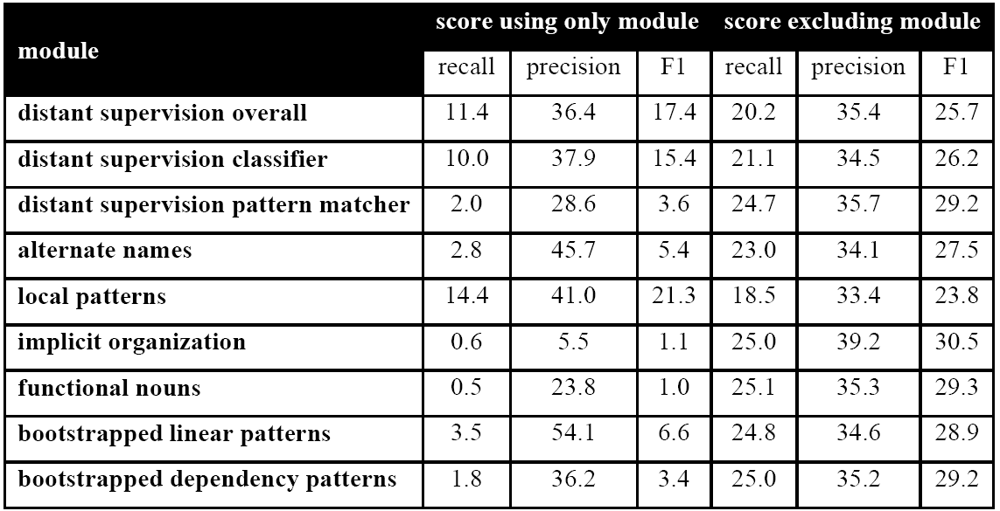 module score using only module score excluding module
recall precision F1 recall precision F1
distant supervision overall 11.4 36.4 17.4 20.2 35.4 25.7
distant supervision classifier 10.0 37.9 15.4 21.1 34.5 26.2
distant supervision pattern matcher 2.0 28.6 3.6 24.7 35.7 29.2
alternate names 2.8 45.7 5.4 23.0 34.1 27.5
local patterns 14.4 41.0 21.3 18.5 33.4 23.8
implicit organization 0.6 5.5 1.1 25.0 39.2 30.5
functional nouns 0.5 23.8 1.0 25.1 35.3 29.3
bootstrapped linear patterns 3.5 54.1 6.6 24.8 34.6 28.9
bootstrapped dependency patterns 1.8 36.2 3.4 25.0 35.2 29.2